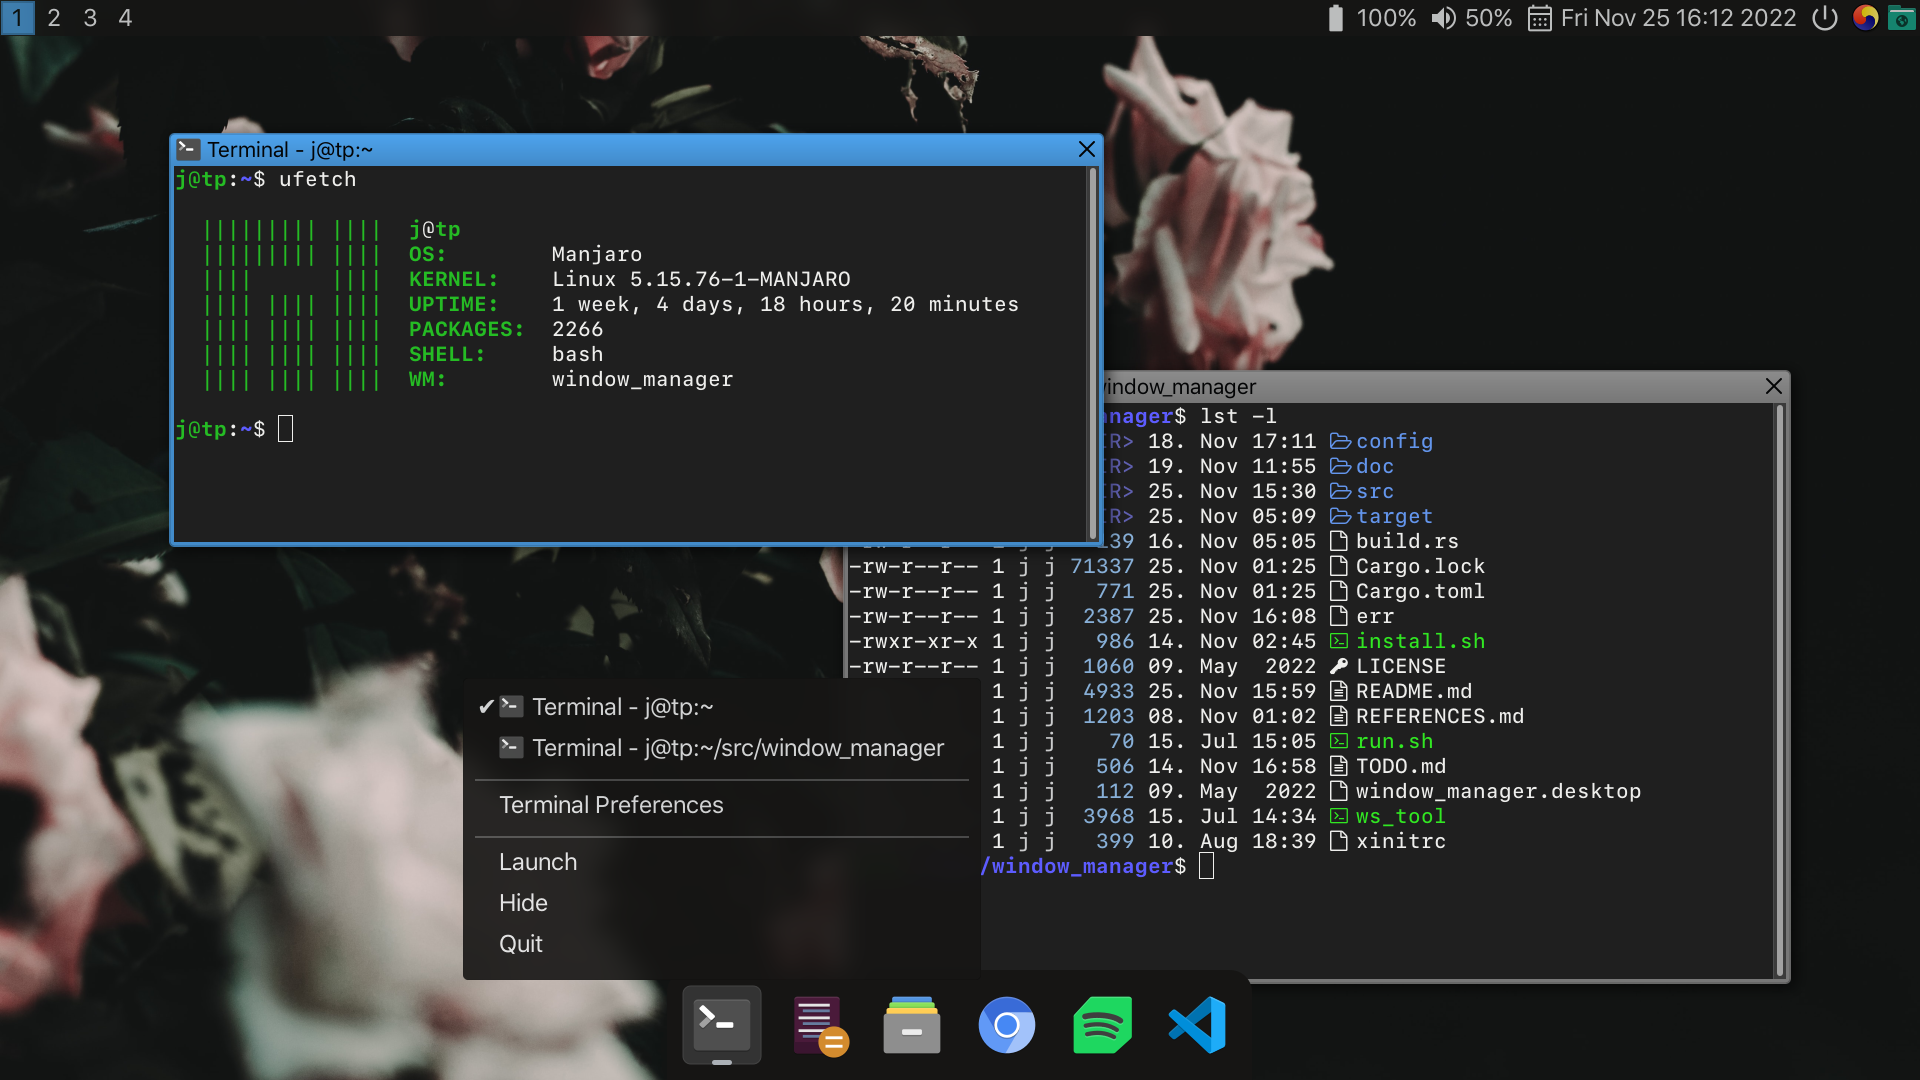 1 2 3 4
100% 50% Fri Nov 25 16:12 2022
Terminal - j@tp:~
j@tp:~$ ufetch
j@tp
OS: Manjaro
KERNEL: Linux 5.15.76-1-MANJARO
UPTIME: 1 week, 4 days, 18 hours, 20 minutes
PACKAGES: 2266
SHELL: bash
WM: window_manager
j@tp:~$
window_manager
anager$ lst -l
R> 18. Nov 17:11 config
R> 19. Nov 11:55 doc
R> 25. Nov 15:30 src
R> 25. Nov 05:09 target
-rw-r--r-- 1 j j 139 16. Nov 05:05 build.rs
-rw-r--r-- 1 j j 71337 25. Nov 01:25 Cargo.lock
-rw-r--r-- 1 j j 771 25. Nov 01:25 Cargo.toml
-rw-r--r-- 1 j j 2387 25. Nov 16:08 err
-rwxr-xr-x 1 j j 986 14. Nov 02:45 install.sh
-rw-r--r-- 1 j j 1060 09. May 2022 LICENSE
1 j j 4933 25. Nov 15:59 README.md
1 j j 1203 08. Nov 01:02 REFERENCES.md
1 j j 70 15. Jul 15:05 run.sh
1 j j 506 14. Nov 16:58 TODO.md
1 j j 112 09. May 2022 window_manager.desktop
1 j j 3968 15. Jul 14:34 ws_tool
1 j j 399 10. Aug 18:39 xinitrc
/window_manager$
✔ Terminal - j@tp:~
Terminal - j@tp:~/src/window_manager
Terminal Preferences
Launch
Hide
Quit